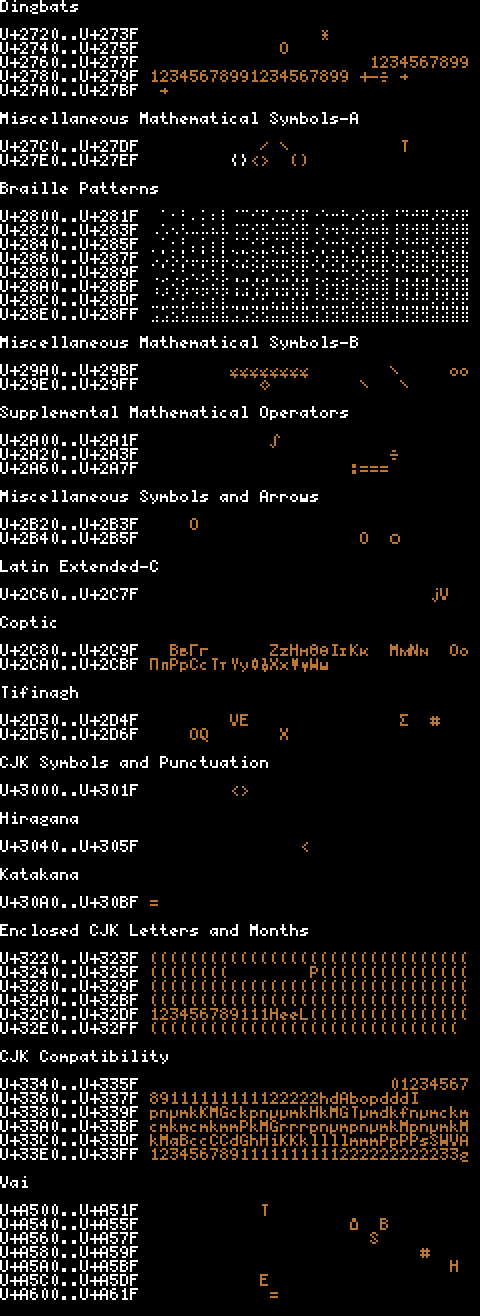 Dingbats
U+2720..U+273F *
U+2740..U+275F O
U+2760..U+277F 1234567899
U+2780..U+279F 12345678991234567899 +-÷ +
U+27A0..U+27BF +
Miscellaneous Mathematical Symbols-A
U+27C0..U+27DF / \ T
U+27E0..U+27EF ⟨⟩<> ()
Braille Patterns
U+2800..U+281F
U+2820..U+283F
U+2840..U+285F
U+2860..U+287F
U+2880..U+289F
U+28A0..U+28BF
U+28C0..U+28DF
U+28E0..U+28FF
Miscellaneous Mathematical Symbols-B
U+29A0..U+29BF \ oo
U+29E0..U+29FF ◇ \ \
Supplemental Mathematical Operators
U+2A00..U+2A1F ∫
U+2A20..U+2A3F ÷
U+2A60..U+2A7F :===
Miscellaneous Symbols and Arrows
U+2B20..U+2B3F O
U+2B40..U+2B5F O o
Latin Extended-C
U+2C60..U+2C7F jV
Coptic
U+2C80..U+2C9F BвГг ZzHнθѳIıKк MмNн Oo
U+2CA0..U+2CBF ПпPpCcTтYyΦϕXxΨψWw
Tifinagh
U+2D30..U+2D4F VE Σ #
U+2D50..U+2D6F OQ X
CJK Symbols and Punctuation
U+3000..U+301F <>
Hiragana
U+3040..U+305F <
Katakana
U+30A0..U+30BF =
Enclosed CJK Letters and Months
U+3220..U+323F ((((((((((((((((((((((((((((((((
U+3240..U+325F (((((((( P(((((((((((((((
U+3280..U+329F ((((((((((((((((((((((((((((((((
U+32A0..U+32BF ((((((((((((((((((((((((((((((((
U+32C0..U+32DF 123456789111HeeL((((((((((((((((
U+32E0..U+32FF (((((((((((((((((((((((((((((((
CJK Compatibility
U+3340..U+335F 01234567
U+3360..U+337F 89111111111122222hdAbopdddI
U+3380..U+339F pnµmkKMGckpnµµmkHkMGTµmdkfnµmckm
U+33A0..U+33BF cmkmcmkmmPkMGrrrpnµmpnµmkMpnµmkM
U+33C0..U+33DF kMaBccCCdGhHiKKklllmmmPpPPsSWVA
U+33E0..U+33FF 1234567891111111111222222222233g
Vai
U+A500..U+A51F T
U+A540..U+A55F Δ B
U+A560..U+A57F S
U+A580..U+A59F #
U+A5A0..U+A5BF H
U+A5C0..U+A5DF E
U+A600..U+A61F =